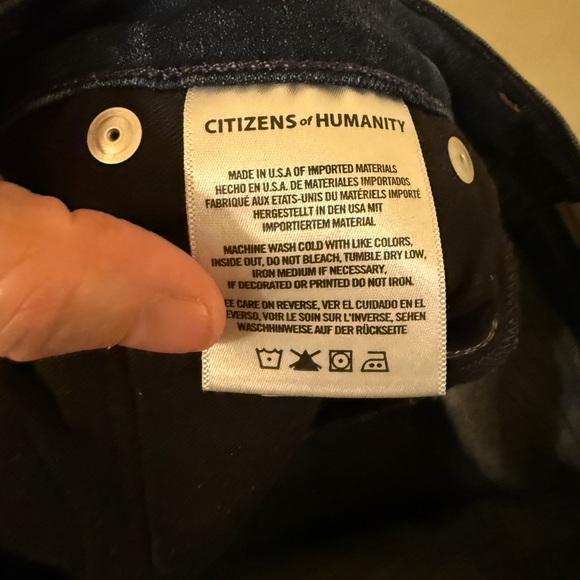 CITIZENS of HUMANITY
MADE IN U.S.A OF IMPORTED MATERIALS
HECHO EN U.S.A. DE MATERIALES IMPORTADOS
FABRIQUÉ AUX ETATS-UNIS DU MATÉRIELS IMPORTÉ
HERGESTELLT IN DEN USA MIT
IMPORTIERTEM MATERIAL
MACHINE WASH COLD WITH LIKE COLORS,
INSIDE OUT, DO NOT BLEACH, TUMBLE DRY LOW,
IRON MEDIUM IF NECESSARY,
IF DECORATED OR PRINTED DO NOT IRON.
EE CARE ON REVERSE, VER EL CUIDADO EN EL
EVERSO, VOIR LE SOIN SUR L'INVERSE, SEHEN
WASCHHINWEISE AUF DER RÜCKSEITE